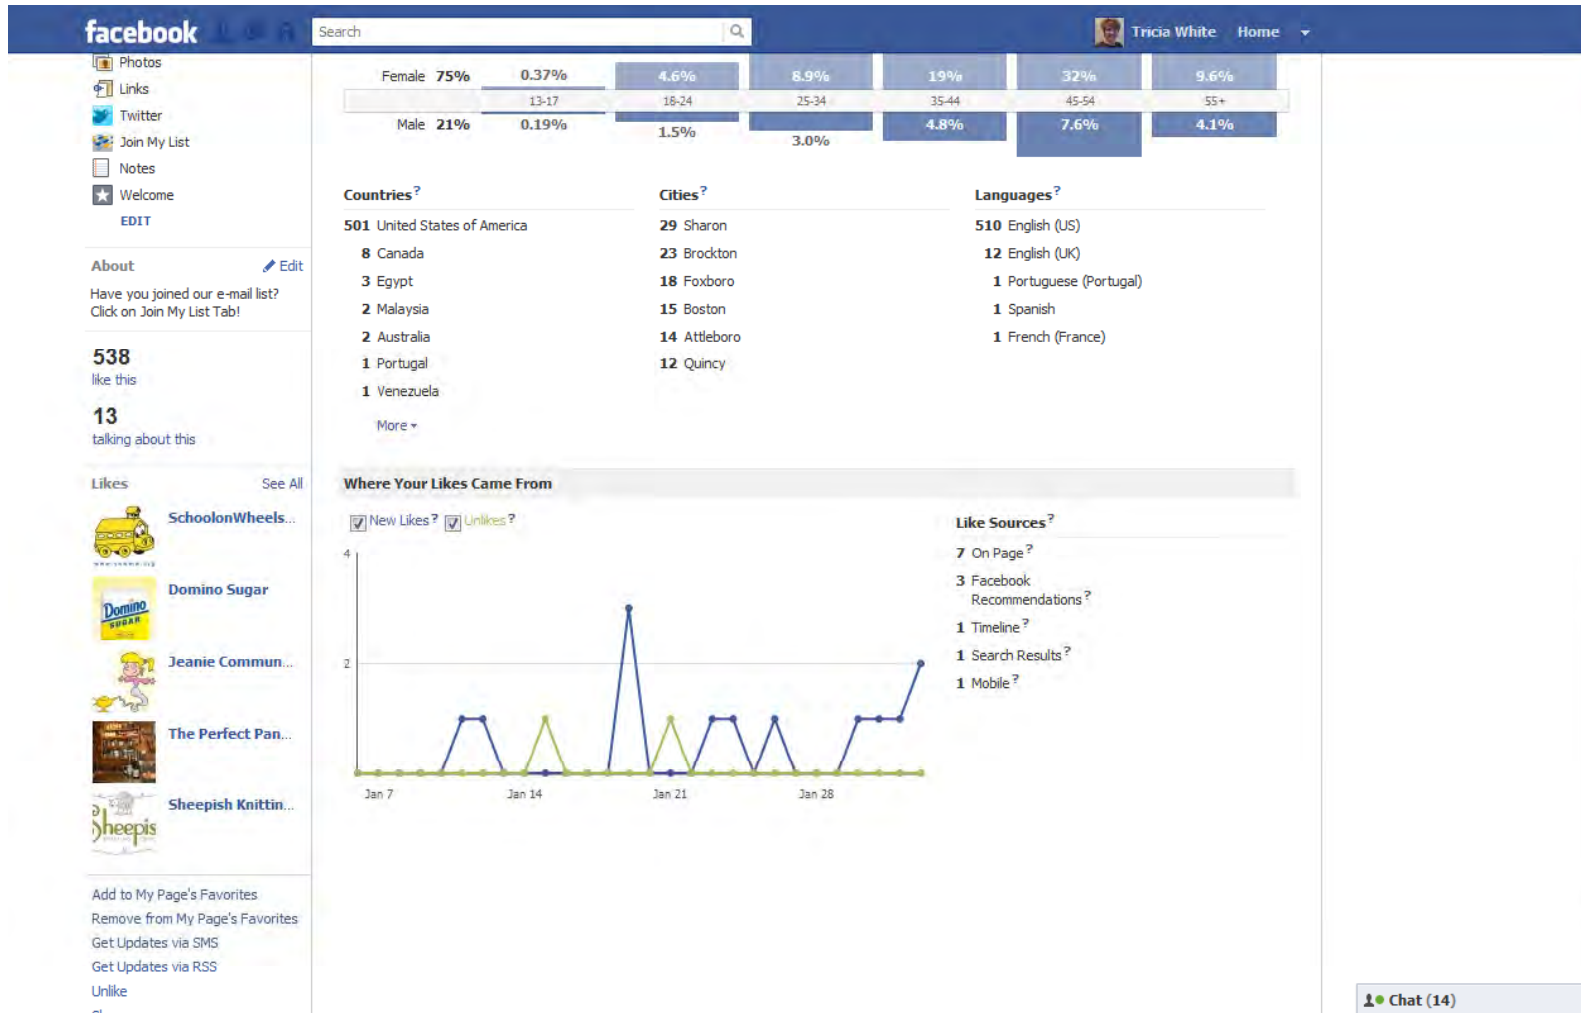 facebook
Search
Tricia White Home
Photos
Links
Twitter
Join My List
Notes
Welcome
EDIT
About Edit
Have you joined our e-mail list?
Click on Join My List Tab!
538
like this
13
talking about this
Likes See All
SchoolonWheels...
Domino Sugar
Domino
SUGAR
Jeanie Commun...
The Perfect Pan...
Sheepish Knittin...
Sheepis
Add to My Page's Favorites
Remove from My Page's Favorites
Get Updates via SMS
Get Updates via RSS
Unlike
Female 75% 0.37% 4.6% 8.9% 19% 32% 9.6%
13-17 18-24 25-34 35-44 45-54 55+
Male 21% 0.19% 1.5% 3.0% 4.8% 7.6% 4.1%
Countries?
501 United States of America
8 Canada
3 Egypt
2 Malaysia
2 Australia
1 Portugal
1 Venezuela
More
Cities?
29 Sharon
23 Brockton
18 Foxboro
15 Boston
14 Attleboro
12 Quincy
Languages?
510 English (US)
12 English (UK)
1 Portuguese (Portugal)
1 Spanish
1 French (France)
Where Your Likes Came From
New Likes? Unlikes?
4
2
Jan 7 Jan 14 Jan 21 Jan 28
Like Sources?
7 On Page?
3 Facebook
Recommendations?
1 Timeline?
1 Search Results?
1 Mobile?
Chat (14)